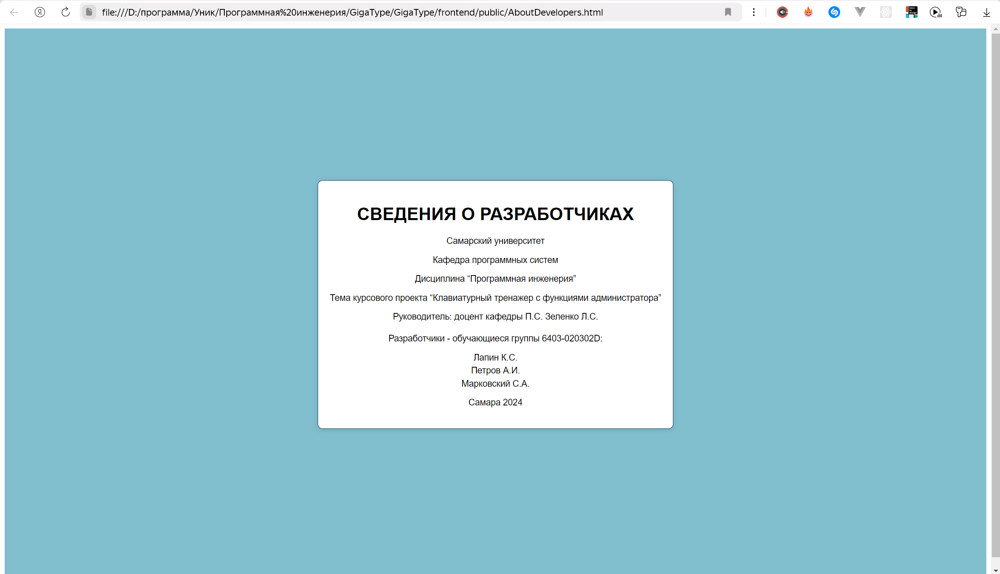 file:///D:/программа/Уник/Программная%20инженерия/GigaType/GigaType/frontend/public/AboutDevelopers.html
СВЕДЕНИЯ О РАЗРАБОТЧИКАХ
Самарский университет
Кафедра программных систем
Дисциплина “Программная инженерия”
Тема курсового проекта “Клавиатурный тренажер с функциями администратора”
Руководитель: доцент кафедры П.С. Зеленко Л.С.
Разработчики - обучающиеся группы 6403-020302D:
Лапин К.С.
Петров А.И.
Марковский С.А.
Самара 2024